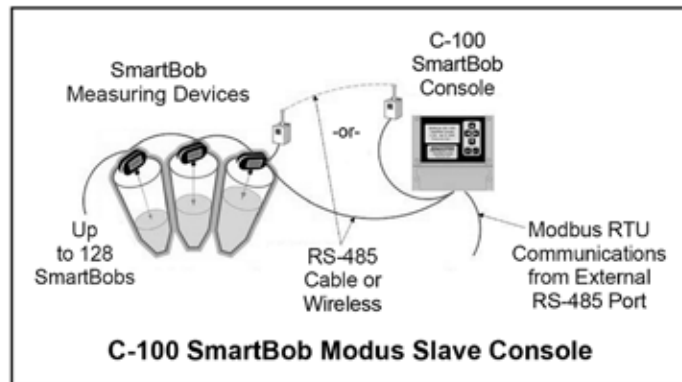 C-100
SmartBob
Console
SmartBob
Measuring Devices
-or-
Up
to 128
SmartBobs
RS-485
Cable or
Wireless
Modbus RTU
Communications
from External
RS-485 Port
C-100 SmartBob Modus Slave Console